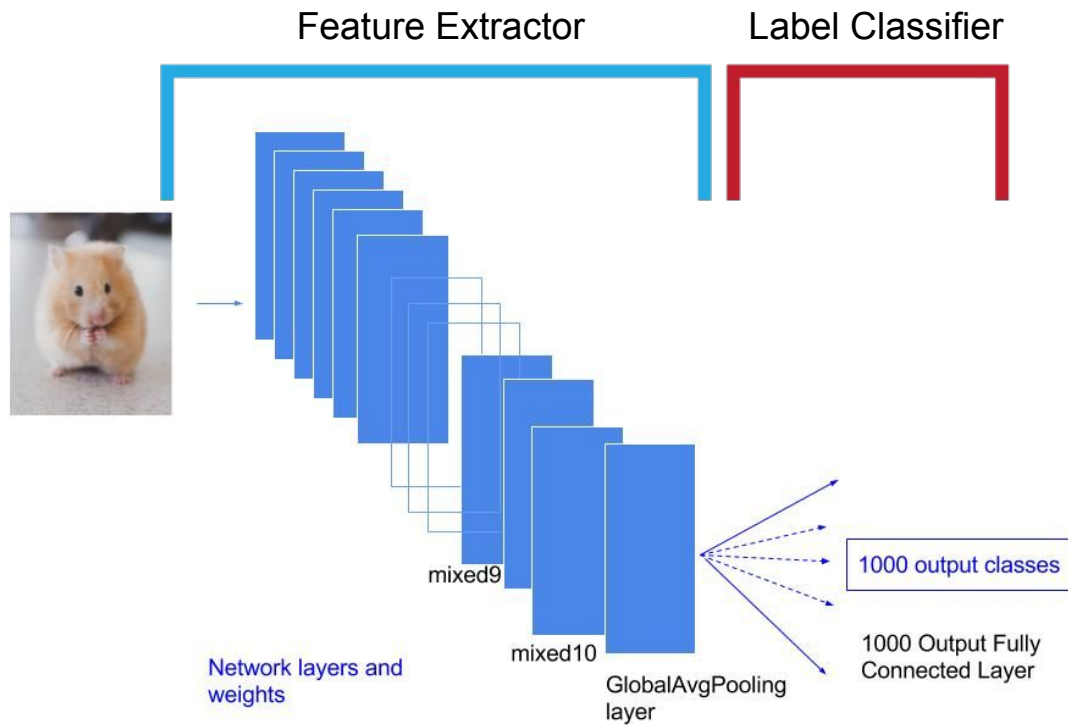 Feature Extractor
Label Classifier
mixed9
1000 output classes
mixed10
1000 Output Fully
Connected Layer
Network layers and
weights
GlobalAvgPooling
layer